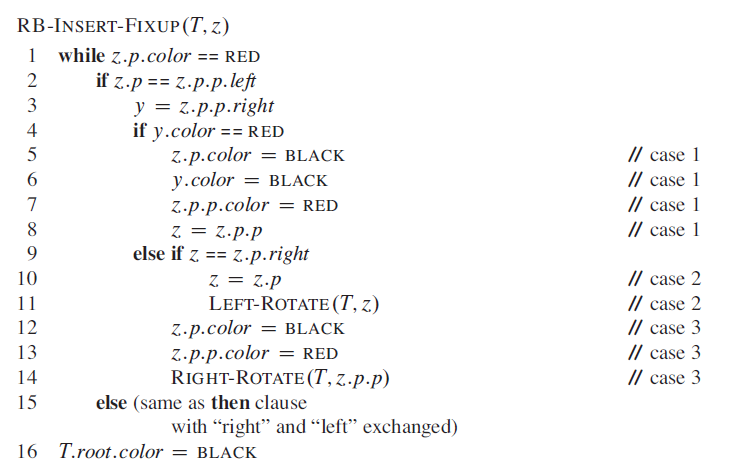 RB-INSERT-FIXUP(T, z)
1 while z.p.color == RED
2 if z.p == z.p.p.left
3 y = z.p.p.right
4 if y.color == RED
5 z.p.color = BLACK // case 1
6 y.color = BLACK // case 1
7 z.p.p.color = RED // case 1
8 z = z.p.p // case 1
9 else if z == z.p.right
10 z = z.p // case 2
11 LEFT-ROTATE(T, z) // case 2
12 z.p.color = BLACK // case 3
13 z.p.p.color = RED // case 3
14 RIGHT-ROTATE(T, z.p.p) // case 3
15 else (same as then clause
with “right” and “left” exchanged)
16 T.root.color = BLACK